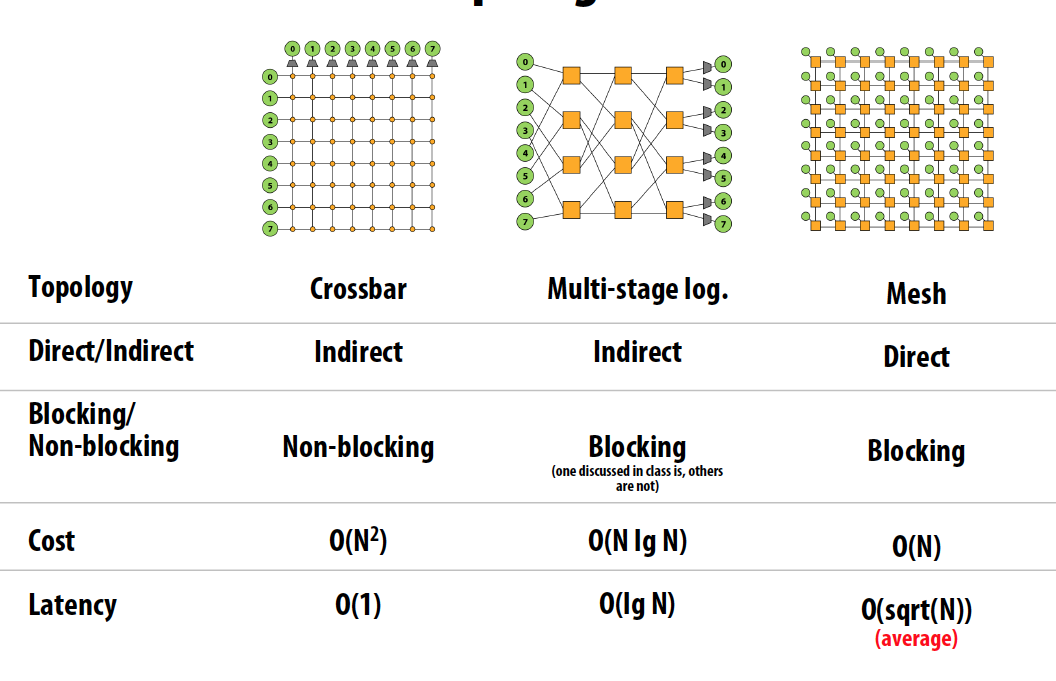 0 1 2 3 4 5 6 7
0
1
2
3
4
5
6
7
0
1
2
3
4
5
6
7
0
1
2
3
4
5
6
7
Topology Crossbar Multi-stage log. Mesh
Direct/Indirect Indirect Indirect Direct
Blocking/
Non-blocking Non-blocking Blocking Blocking
(one discussed in class is, others
are not)
Cost O(N²) O(N lg N) O(N)
Latency O(1) O(lg N) O(sqrt(N))
(average)